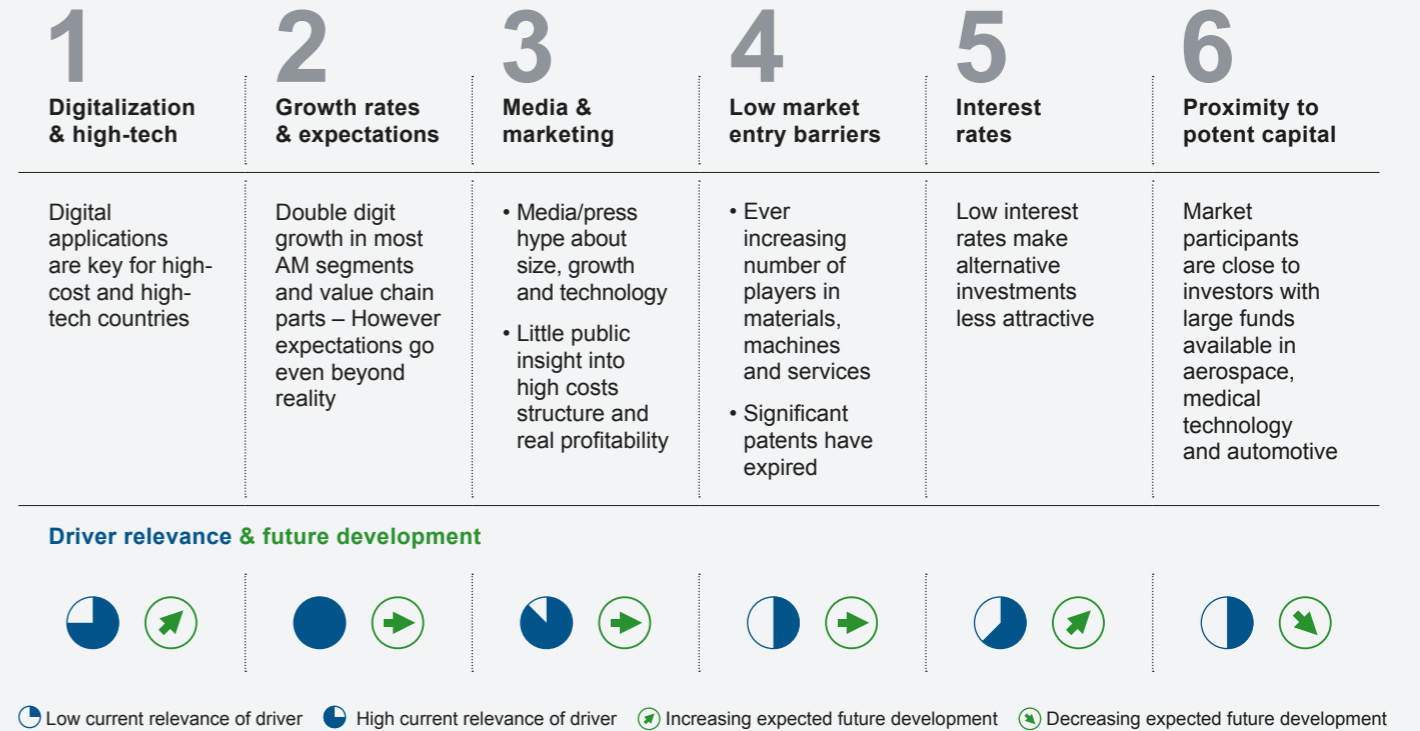 1
Digitalization
& high-tech
2
Growth rates
& expectations
3
Media &
marketing
4
Low market
entry barriers
5
Interest
rates
6
Proximity to
potent capital
Digital
applications
are key for high-
cost and high-
tech countries
Double digit
growth in most
AM segments
and value chain
parts – However
expectations go
even beyond
reality
• Media/press
hype about
size, growth
and technology
• Little public
insight into
high costs
structure and
real profitability
• Ever
increasing
number of
players in
materials,
machines
and services
• Significant
patents have
expired
Low interest
rates make
alternative
investments
less attractive
Market
participants
are close to
investors with
large funds
available in
aerospace,
medical
technology
and automotive
Driver relevance & future development
Low current relevance of driver High current relevance of driver Increasing expected future development Decreasing expected future development